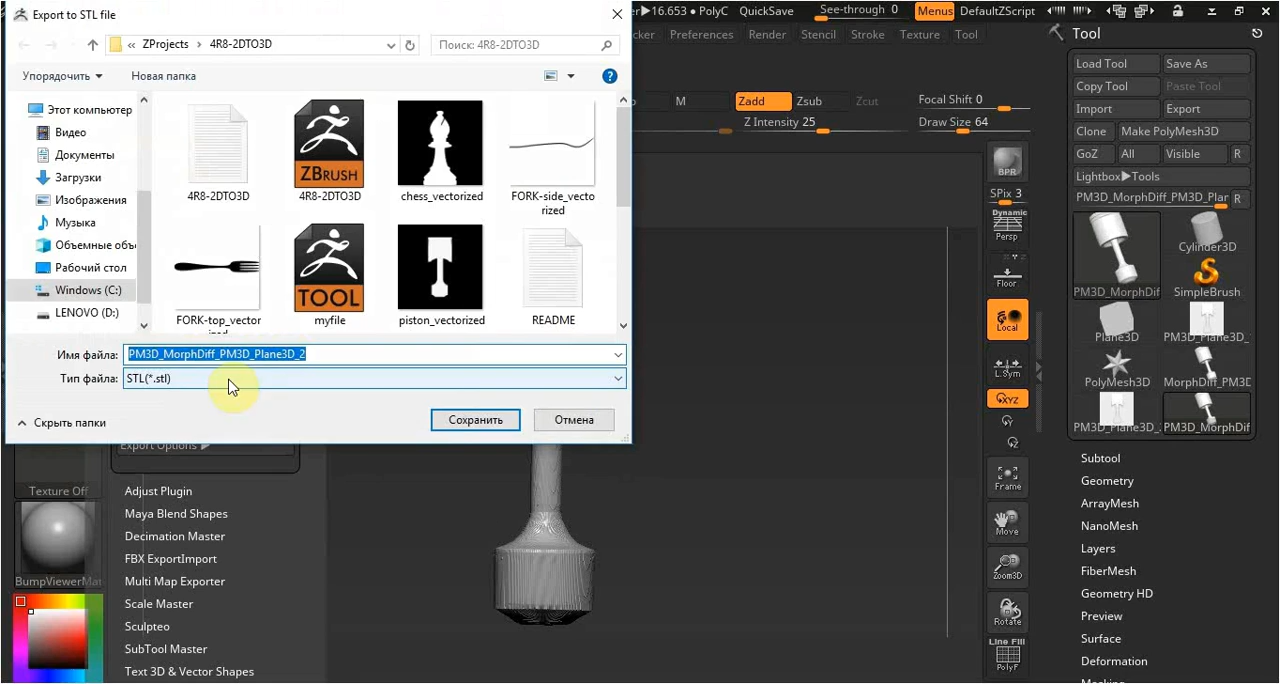 Export to STL file
« ZProjects › 4R8-2DTO3D
Поиск: 4R8-2DTO3D
Упорядочить
Новая папка
Этот компьютер
Видео
Документы
Загрузки
Изображения
Музыка
Объемные объ
Рабочий стол
Windows (C:)
LENOVO (D:)
4R8-2DTO3D
ZBRUSH
4R8-2DTO3D
chess_vectorized
FORK-side_vecto
rized
FORK-top_vector
TOOL
myfile
piston_vectorized
README
Имя файла:
PM3D_MorphDiff_PM3D_Plane3D_2
Тип файла:
STL(*.stl)
Скрыть папки
Сохранить
Отмена
Export Options
Texture Off
BumpViewerMat
Adjust Plugin
Maya Blend Shapes
Decimation Master
FBX ExportImport
Multi Map Exporter
Scale Master
Sculpteo
SubTool Master
Text 3D & Vector Shapes
16.653 • PolyC
QuickSave
See-through 0
Menus
DefaultZScript
Preferences
Render
Stencil
Stroke
Texture
Tool
M
Zadd
Zsub
Zcut
Z Intensity 25
Focal Shift 0
Draw Size 64
BPR
SPix 3
Dynamic
Persp
Floor
Local
L.Sym
XYZ
Frame
Move
Zoom3D
Rotate
Line Fill
PolyF
Tool
Load Tool
Save As
Copy Tool
Paste Tool
Import
Export
Clone
Make PolyMesh3D
GoZ
All
Visible
R
Lightbox▶Tools
PM3D_MorphDiff_PM3D_Plar
R
PM3D_MorphDif
Cylinder3D
SimpleBrush
Plane3D
PM3D_Plane3D_
PolyMesh3D
MorphDiff_PM3D
PM3D_Plane3D_
PM3D_MorphDif
Subtool
Geometry
ArrayMesh
NanoMesh
Layers
FiberMesh
Geometry HD
Preview
Surface
Deformation